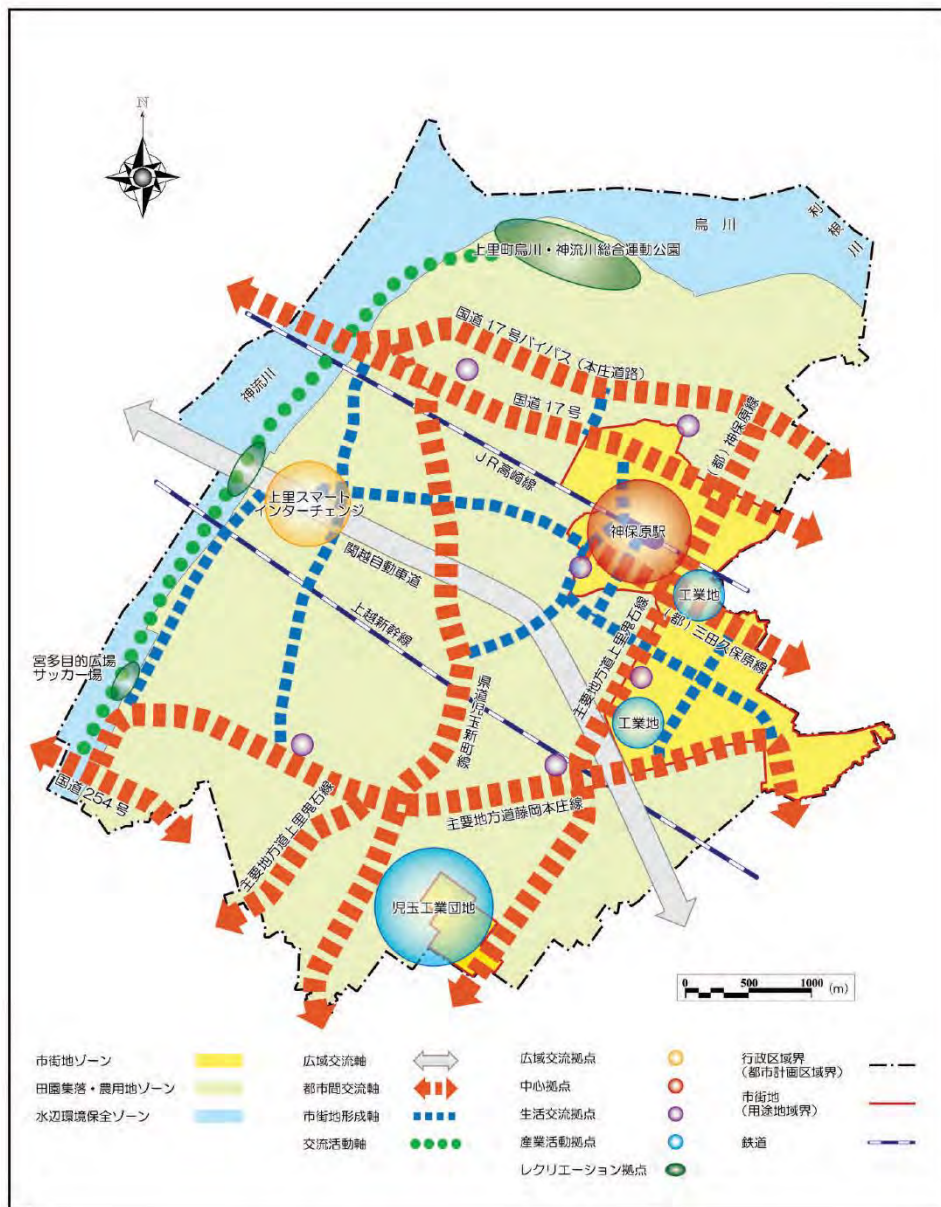 N
烏川
利根川
上里町烏川・神流川総合運動公園
国道17号バイパス（本庄道路）
国道17号
神流川
（都）神保原線
JR高崎線
上里スマート
インターチェンジ
神保原駅
関越自動車道
工業地
上越新幹線
（都）三田久保原線
主要地方道上里鬼石線
宮多目的広場
サッカー場
県道児玉新町線
工業地
国道254号
主要地方道藤岡本庄線
主要地方道上里鬼石線
児玉工業団地
0 500 1000 (m)
市街地ゾーン
田園集落・農用地ゾーン
水辺環境保全ゾーン
広域交流軸
都市間交流軸
市街地形成軸
交流活動軸
広域交流拠点
中心拠点
生活交流拠点
産業活動拠点
レクリエーション拠点
行政区域界
（都市計画区域界）
市街地
（用途地域界）
鉄道